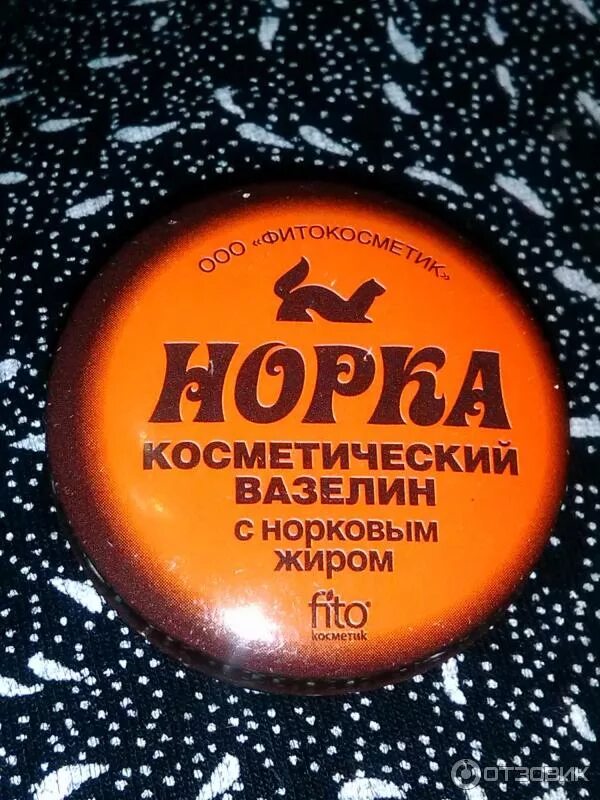 ООО «ФИТОКОСМЕТИК»
НОРКА
КОСМЕТИЧЕСКИЙ
ВАЗЕЛИН
С НОРКОВЫМ
ЖИРОМ
fito
косметик
ОТЗОВИК